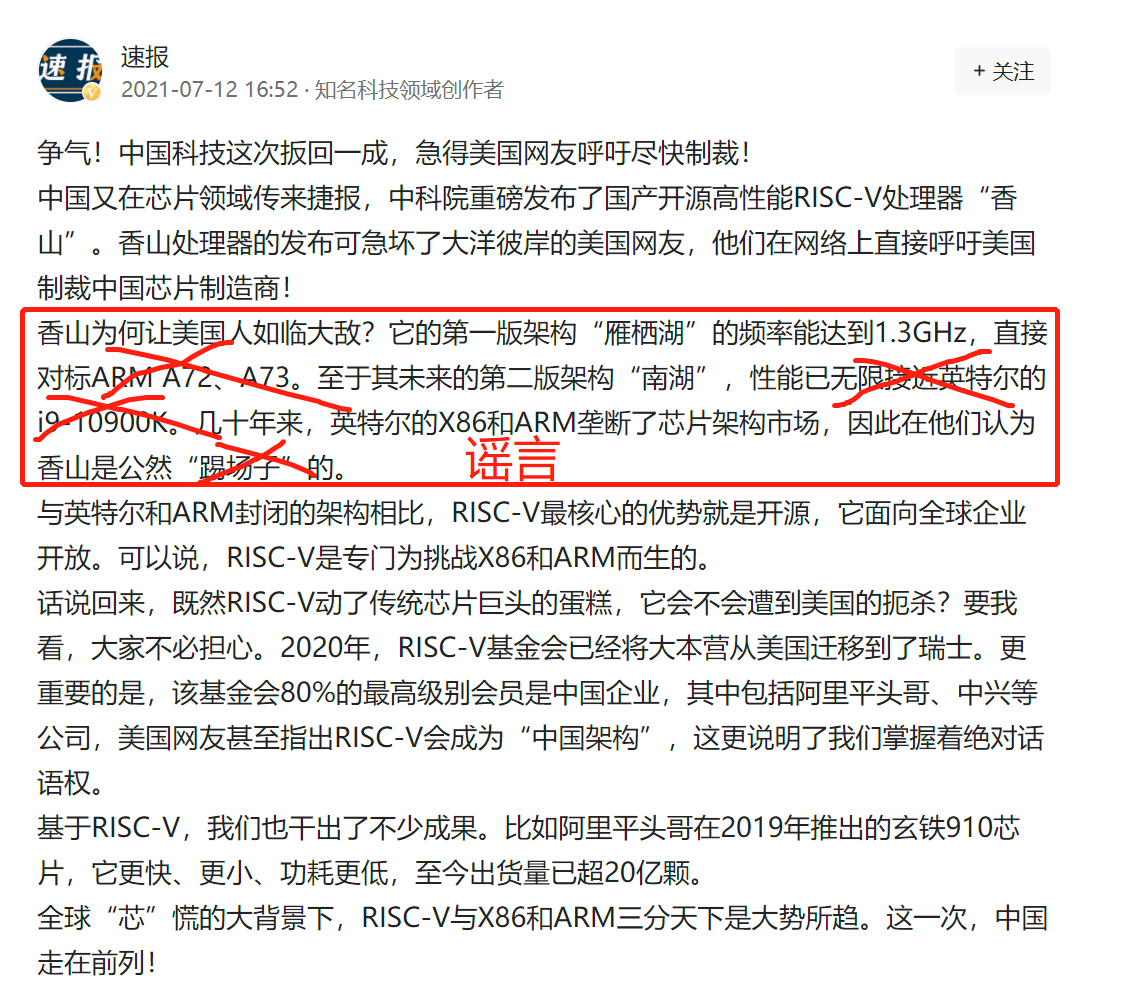 速报
速报
2021-07-12 16:52 · 知名科技领域创作者
+ 关注
争气！中国科技这次扳回一成，急得美国网友呼吁尽快制裁！
中国又在芯片领域传来捷报，中科院重磅发布了国产开源高性能RISC-V处理器“香
山”。香山处理器的发布可急坏了大洋彼岸的美国网友，他们在网络上直接呼吁美国
制裁中国芯片制造商！
香山为何让美国人如临大敌？它的第一版架构“雁栖湖”的频率能达到1.3GHz，直接
对标ARM A72、A73。至于其未来的第二版架构“南湖”，性能已无限接近英特尔的
i9-10900K。几十年来，英特尔的X86和ARM垄断了芯片架构市场，因此在他们认为
香山是公然“踢场子”的。
谣言
与英特尔和ARM封闭的架构相比，RISC-V最核心的优势就是开源，它面向全球企业
开放。可以说，RISC-V是专门为挑战X86和ARM而生的。
话说回来，既然RISC-V动了传统芯片巨头的蛋糕，它会不会遭到美国的扼杀？要我
看，大家不必担心。2020年，RISC-V基金会已经将大本营从美国迁移到了瑞士。更
重要的是，该基金会80%的最高级别会员是中国企业，其中包括阿里平头哥、中兴等
公司，美国网友甚至指出RISC-V会成为“中国架构”，这更说明了我们掌握着绝对话
语权。
基于RISC-V，我们也干出了不少成果。比如阿里平头哥在2019年推出的玄铁910芯
片，它更快、更小、功耗更低，至今出货量已超20亿颗。
全球“芯”慌的大背景下，RISC-V与X86和ARM三分天下是大势所趋。这一次，中国
走在前列！